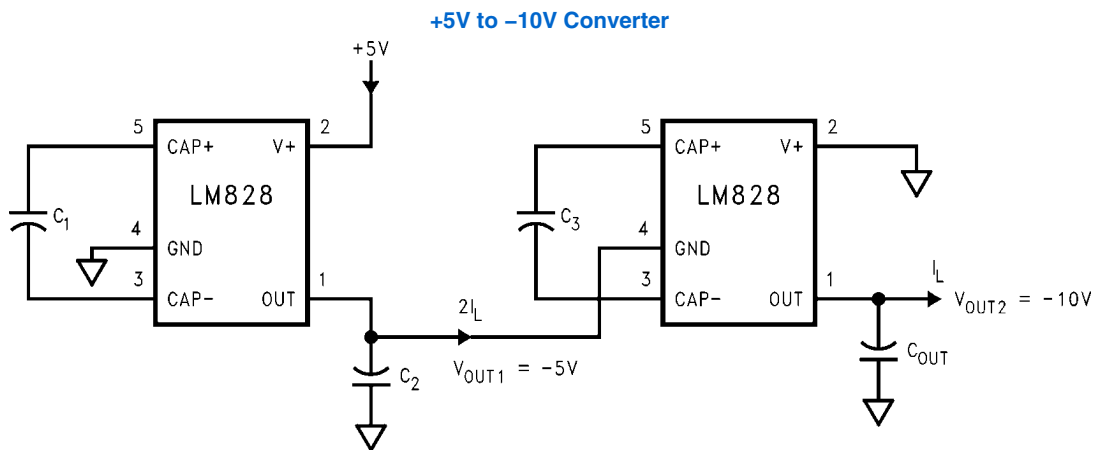 +5V to −10V Converter
+5V
5
CAP+
V+
2
LM828
C1
4
GND
3
CAP-
OUT
1
2IL
VOUT1 = -5V
C2
5
CAP+
V+
2
LM828
C3
4
GND
3
CAP-
OUT
1
IL
VOUT2 = -10V
COUT